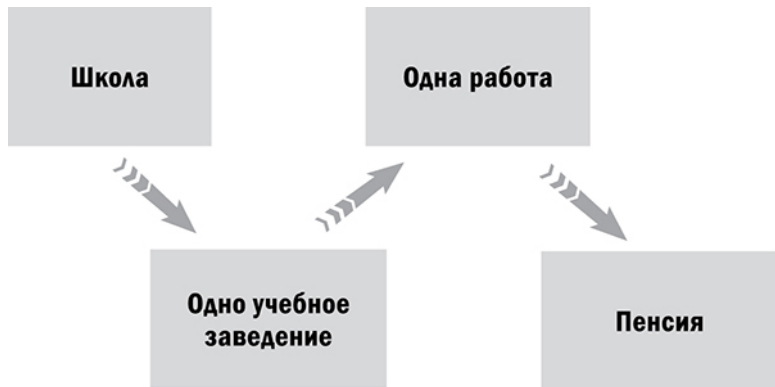 Школа
Одно учебное
заведение
Одна работа
Пенсия